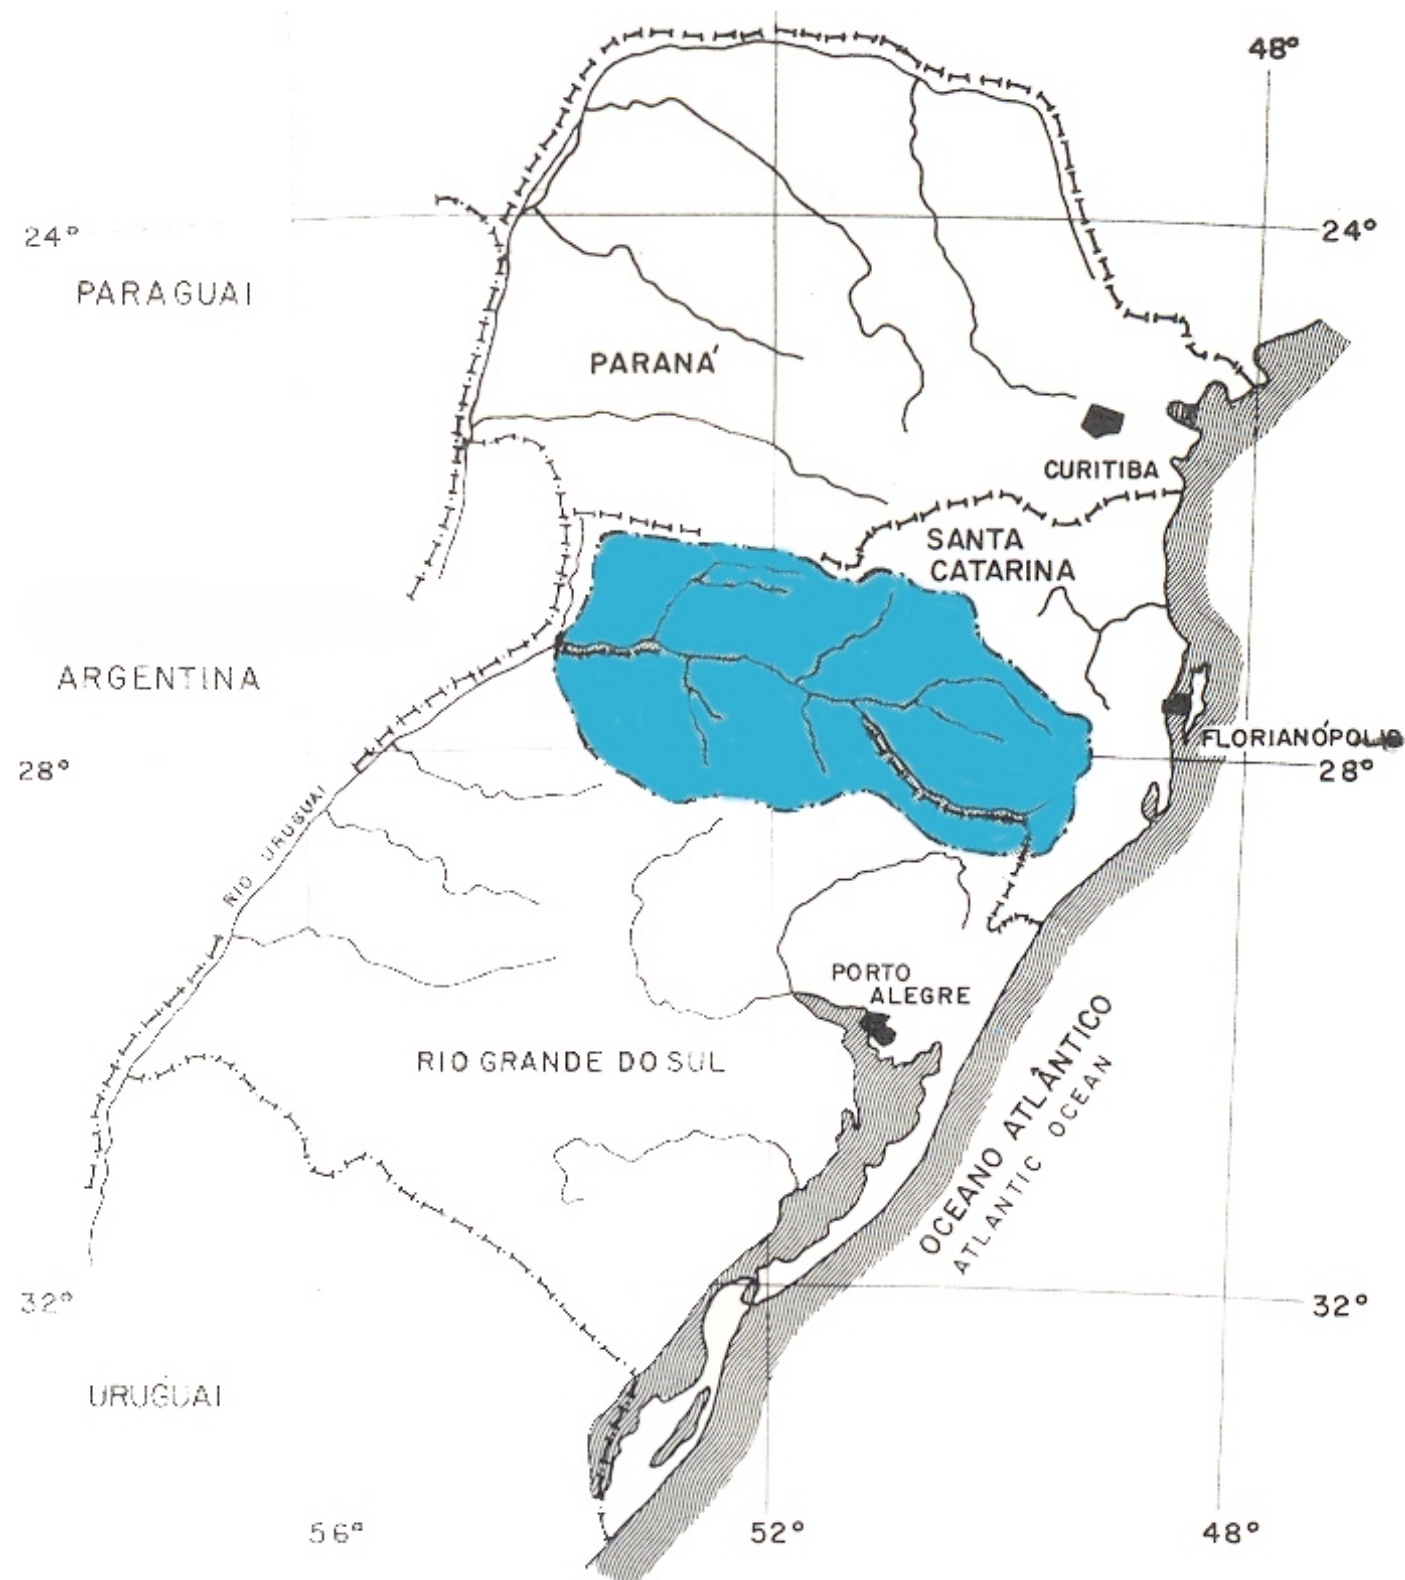 48°
24°
24°
PARAGUAI
PARANÁ
CURITIBA
SANTA
CATARINA
ARGENTINA
FLORIANÓPOLIS
28°
28°
RIO URUGUAI
PORTO
ALEGRE
RIO GRANDE DO SUL
OCEANO ATLÂNTICO
ATLANTIC OCEAN
32°
32°
URUGUAI
56°
52°
48°